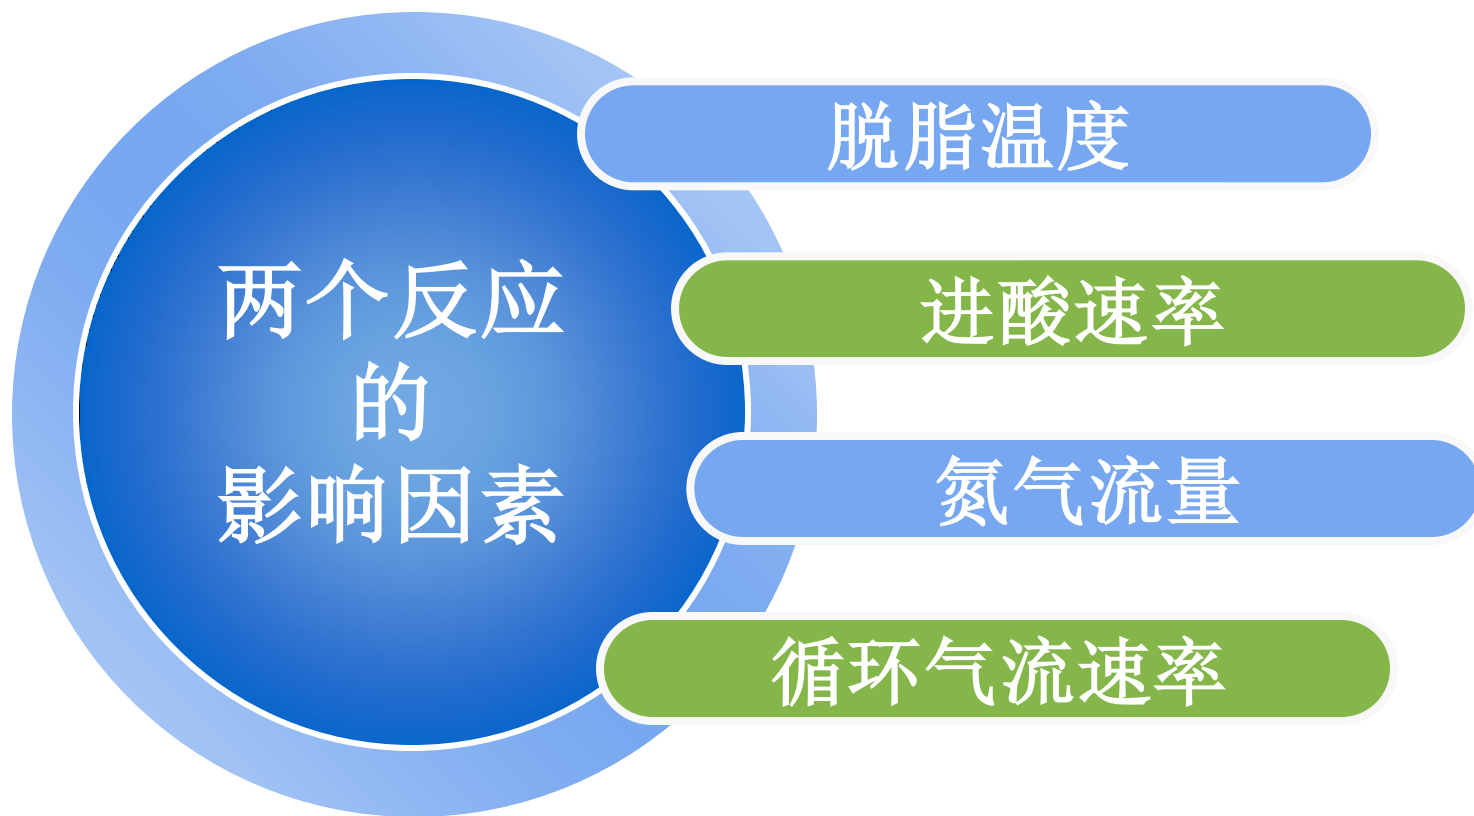 两个反应
的
影响因素
脱脂温度
进酸速率
氮气流量
循环气流速率